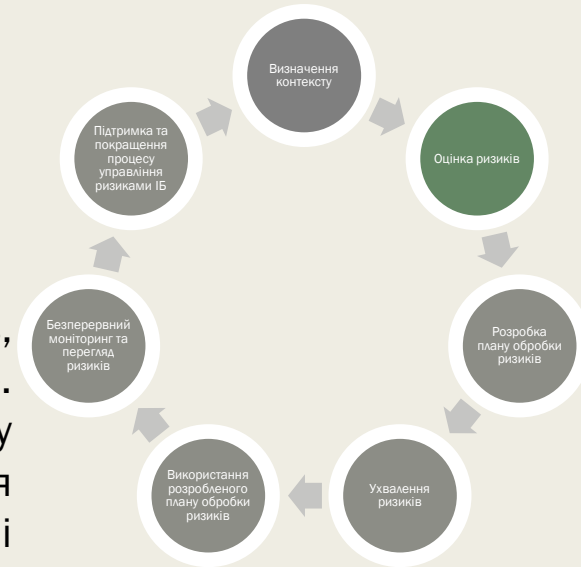 Визначення
контексту
Оцінка ризиків
Розробка
плану обробки
ризиків
Ухвалення
ризиків
Використання
розробленого
плану обробки
ризиків
Безперервний
моніторинг та
перегляд
ризиків
Підтримка та
покращення
процесу
управління
ризиками ІБ
,
.
у
я
і